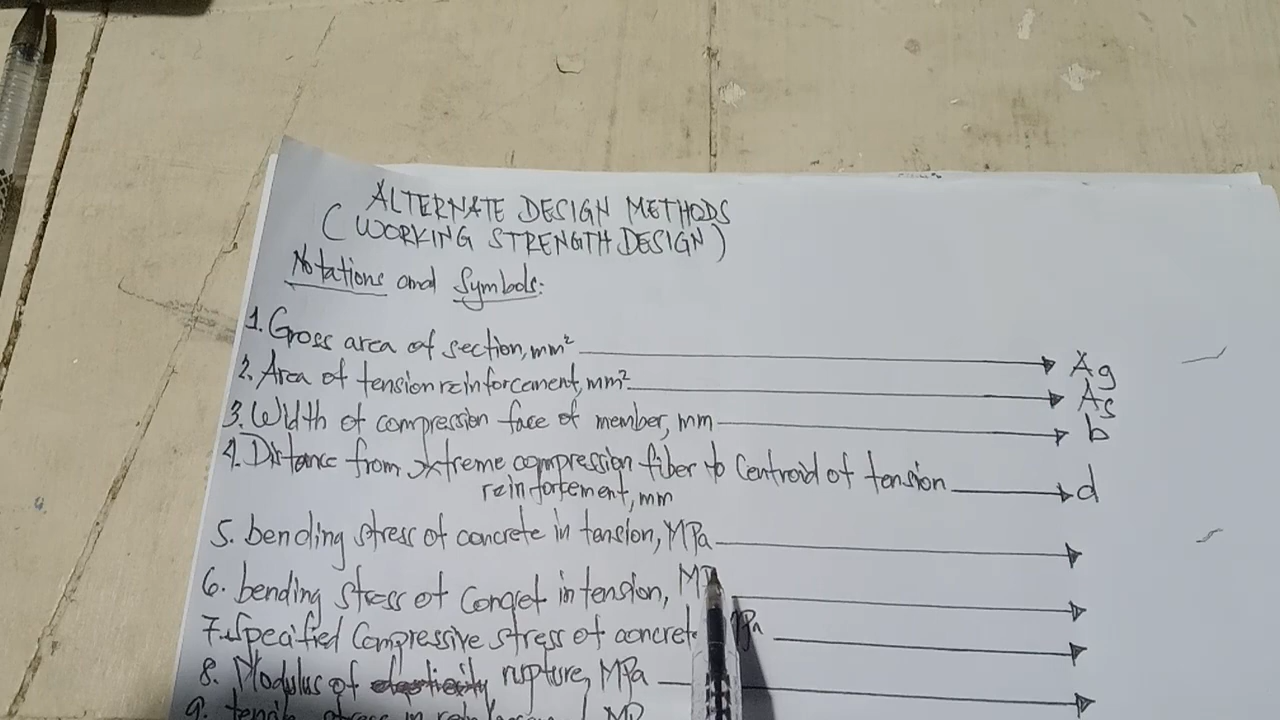 ALTERNATE DESIGN METHODS
(WORKING STRENGTH DESIGN)
Notations and Symbols:
1. Gross area of section, mm² Ag
2. Area of tension reinforcement, mm² As
3. Width of compression face of member, mm b
4. Distance from extreme compression fiber to Centroid of tension d
reinforcement, mm
5. bending stress of concrete in tension, MPa
6. bending stress of Concret in tension,
7. Specified Compressive stress of concrete MPa
8. Modulus of rupture, MPa
9.